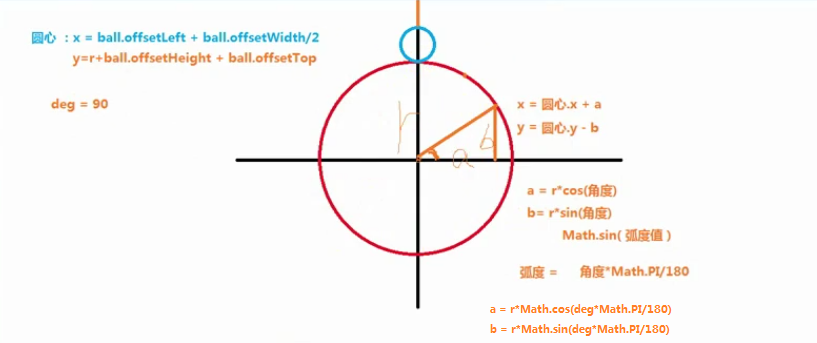 圆心 ：x = ball.offsetLeft + ball.offsetWidth/2
y=r+ball.offsetHeight + ball.offsetTop
deg = 90
r
b
a
x = 圆心.x + a
y = 圆心.y - b
a = r*cos(角度)
b= r*sin(角度)
Math.sin( 弧度值 )
弧度 = 角度*Math.PI/180
a = r*Math.cos(deg*Math.PI/180)
b = r*Math.sin(deg*Math.PI/180)